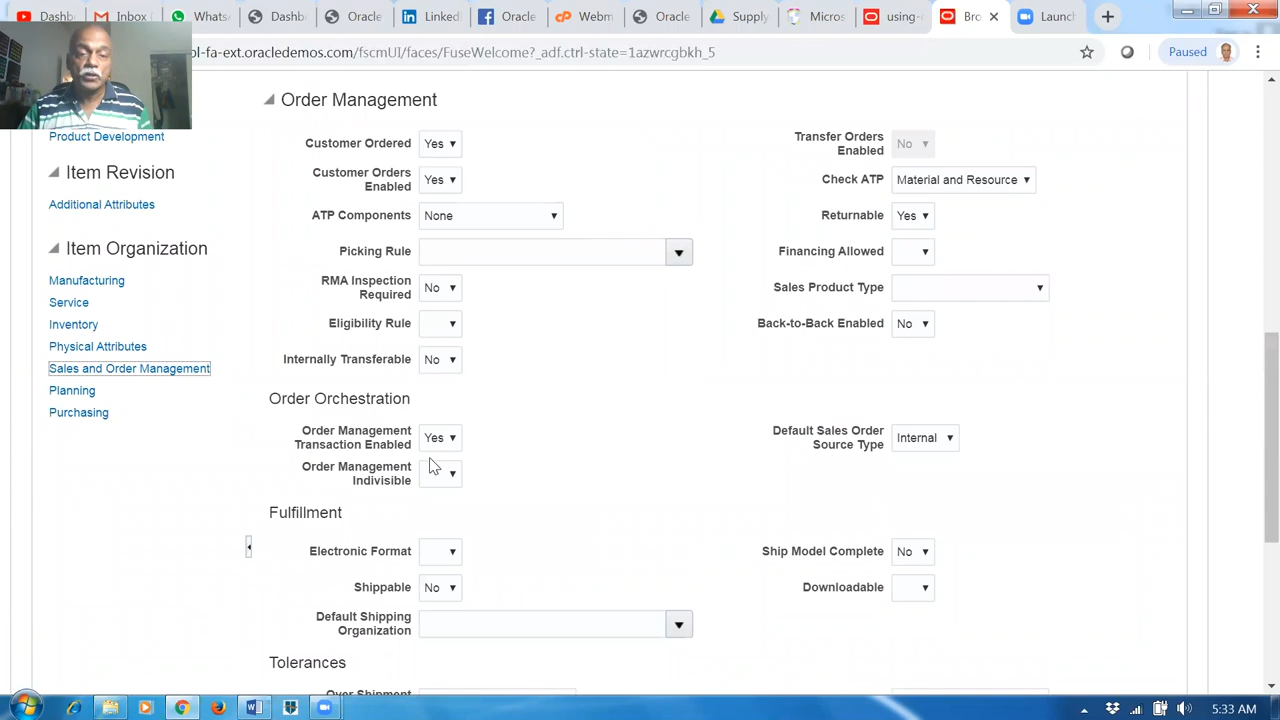 Dashb
Inbox
Whats
Dashb
Oracle
Linkec
Ora
Webm
Oracle
Supp
Micros
using
Bro
Launch
Paused
ol-fa-ext.oracledemos.com/fscmUI/faces/FuseWelcome?_adf.ctrl-state=1azwrcgbkh_5
Product Development
Item Revision
Additional Attributes
Item Organization
Manufacturing
Service
Inventory
Physical Attributes
Sales and Order Management
Planning
Purchasing
Order Management
Customer Ordered Yes
Transfer Orders
Enabled No
Customer Orders
Enabled Yes
Check ATP Material and Resource
ATP Components None
Returnable Yes
Picking Rule
Financing Allowed
RMA Inspection
Required No
Sales Product Type
Eligibility Rule
Back-to-Back Enabled No
Internally Transferable No
Order Orchestration
Order Management
Transaction Enabled Yes
Default Sales Order
Source Type Internal
Order Management
Indivisible
Fulfillment
Electronic Format
Ship Model Complete No
Shippable No
Downloadable
Default Shipping
Organization
Tolerances
Over Shipment
5:33 AM